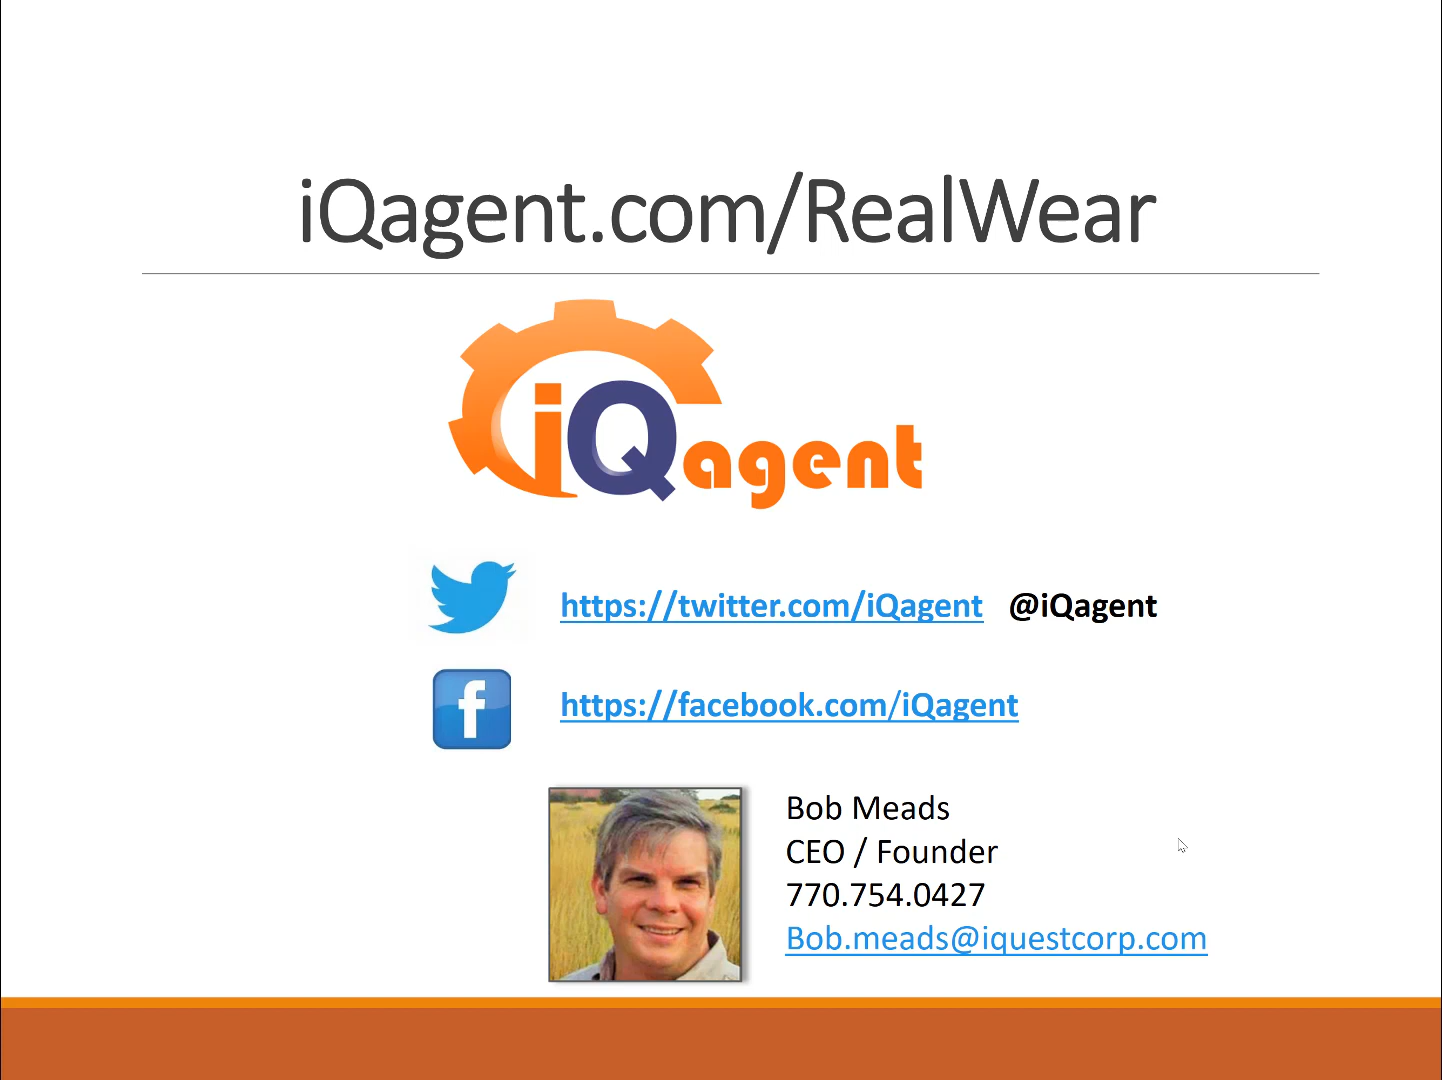 iQagent.com/RealWear
iQagent
https://twitter.com/iQagent @iQagent
https://facebook.com/iQagent
Bob Meads
CEO / Founder
770.754.0427
Bob.meads@iquestcorp.com